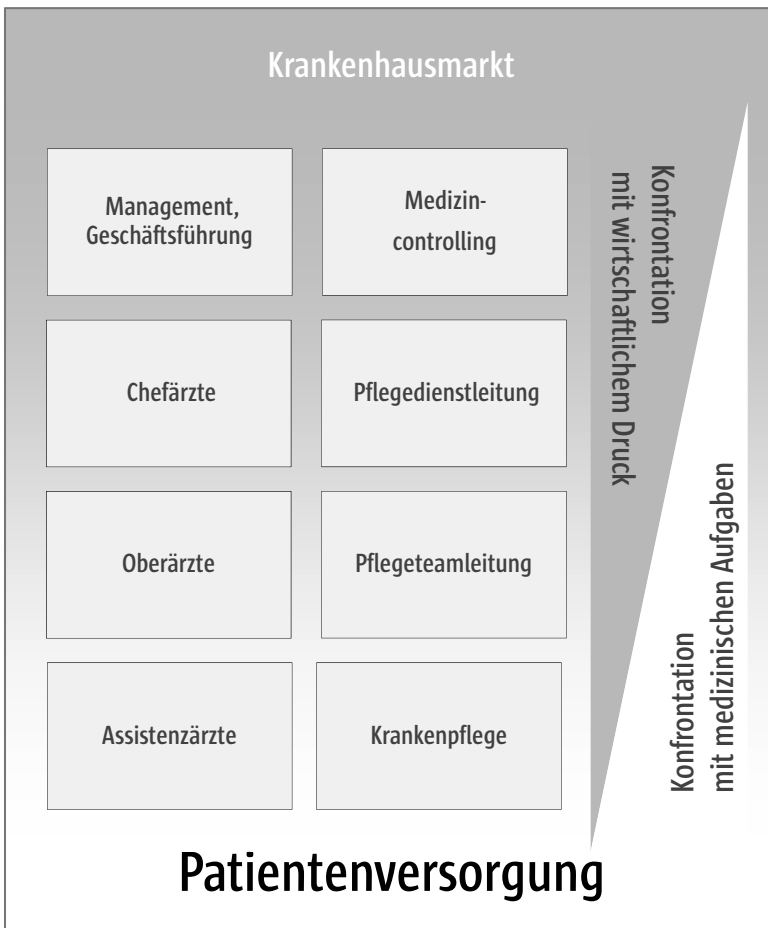 Krankenhausmarkt
Management,
Geschäftsführung
Medizin-
controlling
Chefärzte
Pflegedienstleitung
Oberärzte
Pflegeteamleitung
Assistenzärzte
Krankenpflege
Konfrontation
mit wirtschaftlichem Druck
Konfrontation
mit medizinischen Aufgaben
Patientenversorgung